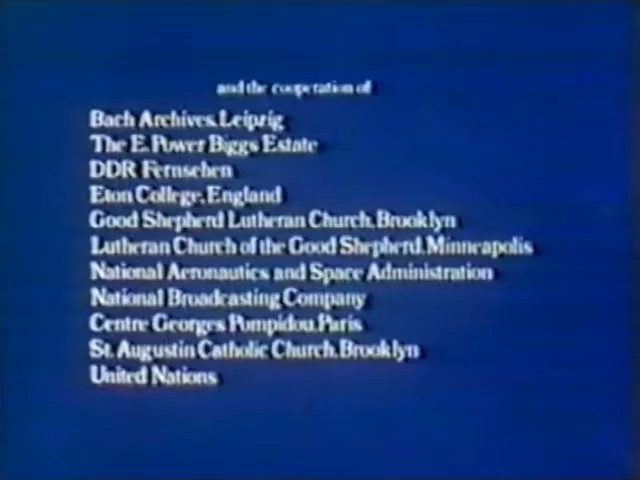 and the cooperation of
Bach Archives, Leipzig
The E. Power Biggs Estate
DDR Fernsehen
Eton College, England
Good Shepherd Lutheran Church, Brooklyn
Lutheran Church of the Good Shepherd, Minneapolis
National Aeronautics and Space Administration
National Broadcasting Company
Centre Georges Pompidou, Paris
St. Augustin Catholic Church, Brooklyn
United Nations